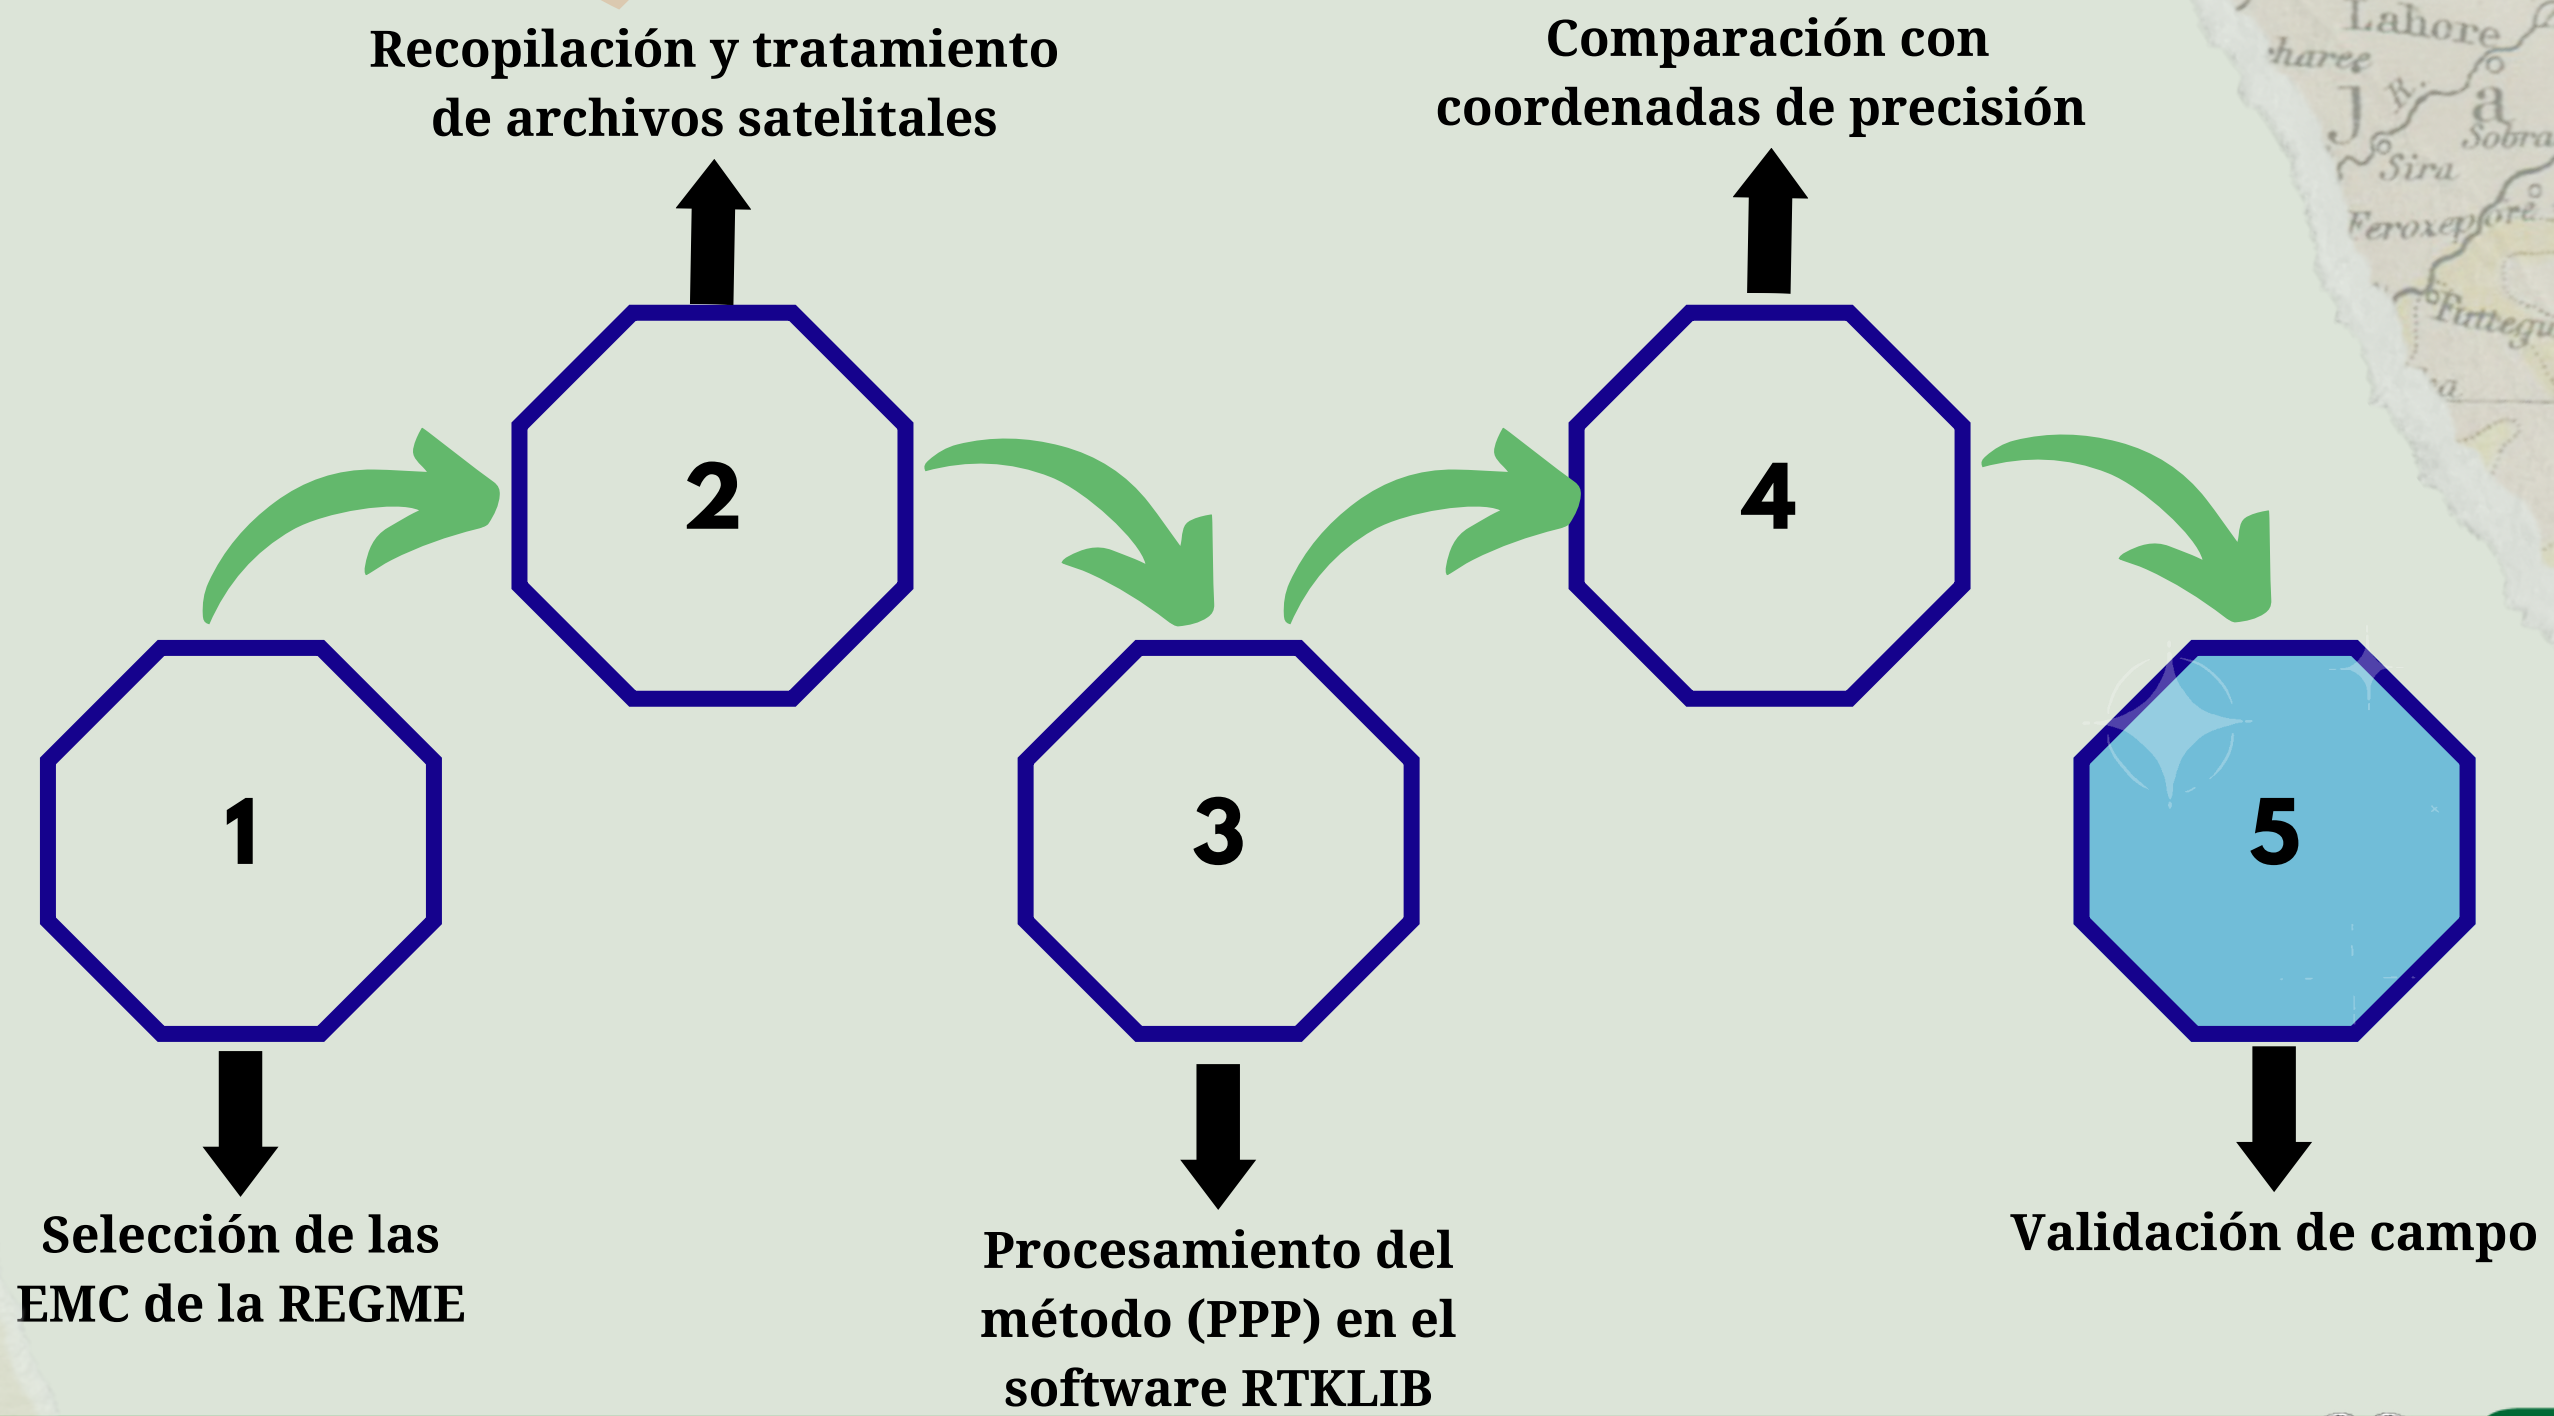 Recopilación y tratamiento
de archivos satelitales
Comparación con
coordenadas de precisión
2
4
1
3
5
Selección de las
EMC de la REGME
Procesamiento del
método (PPP) en el
software RTKLIB
Validación de campo
Lahore
R.
J a
Sira